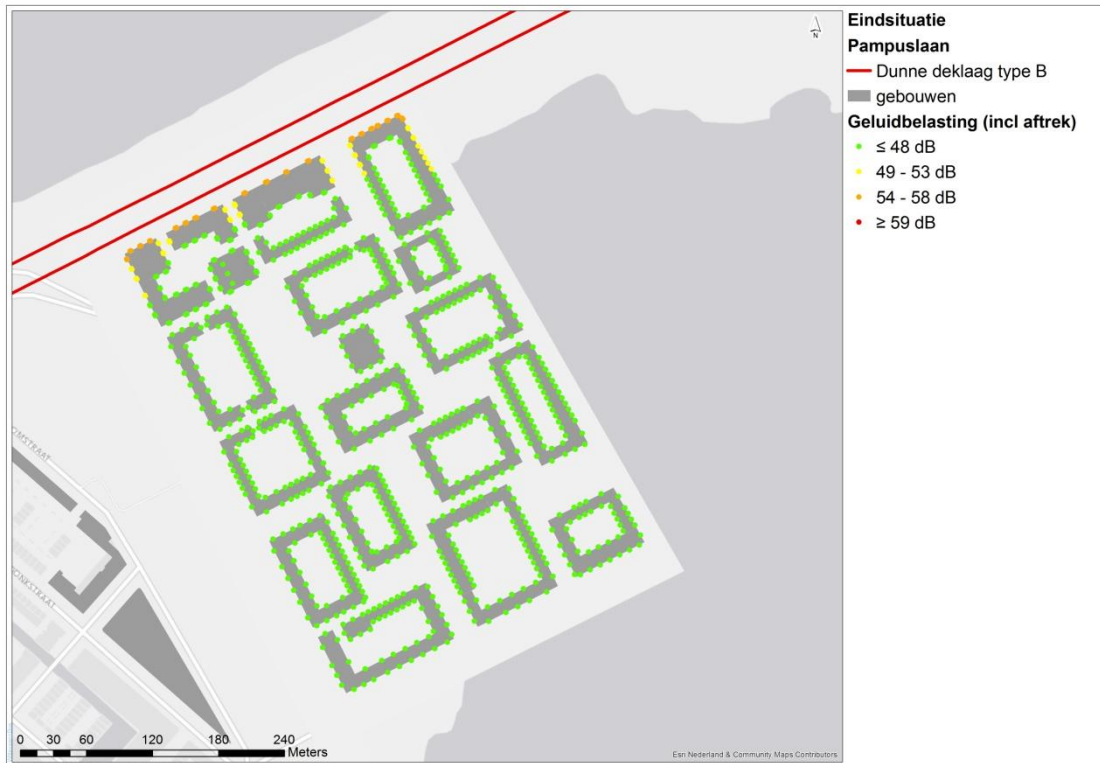 Eindsituatie
Pampuslaan
Dunne deklaag type B
gebouwen
Geluidbelasting (incl aftrek)
≤ 48 dB
49 - 53 dB
54 - 58 dB
≥ 59 dB
N
0 30 60 120 180 240
Meters
Esri Nederland & Community Maps Contributors